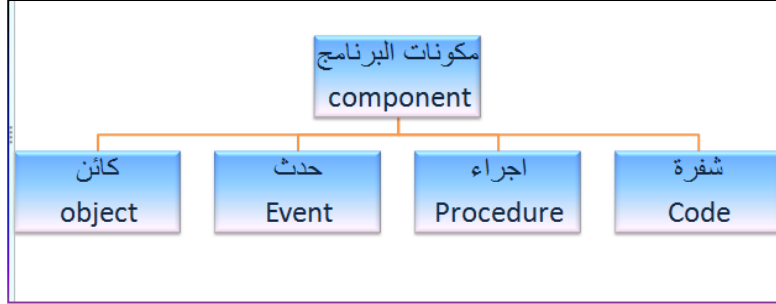 مكونات البرنامج
component
كائن
object
حدث
Event
اجراء
Procedure
شفرة
Code